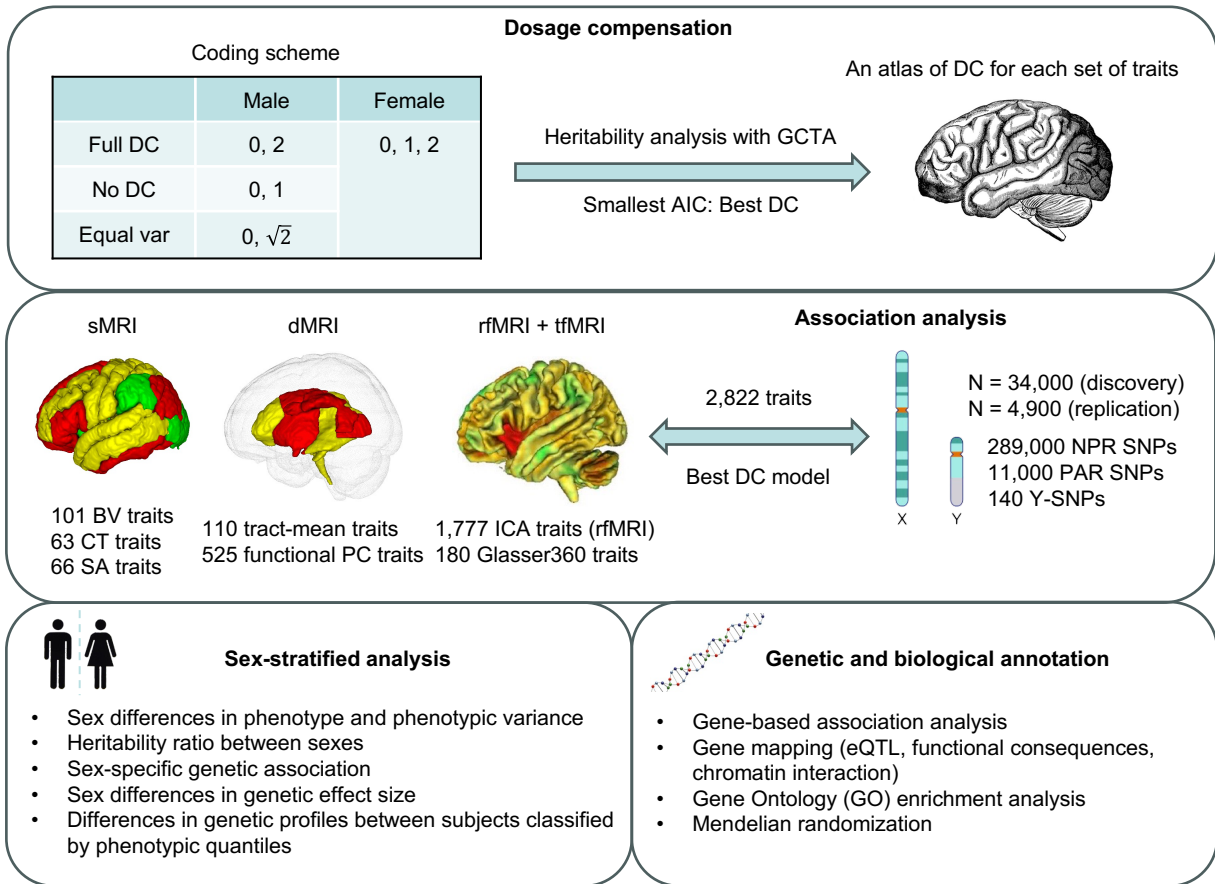 Dosage compensation
Coding scheme
Male Female
Full DC 0, 2 0, 1, 2
No DC 0, 1
Equal var 0, √2
Heritability analysis with GCTA
Smallest AIC: Best DC
An atlas of DC for each set of traits
sMRI
101 BV traits
63 CT traits
66 SA traits
dMRI
110 tract-mean traits
525 functional PC traits
rfMRI + tfMRI
1,777 ICA traits (rfMRI)
180 Glasser360 traits
Association analysis
2,822 traits
Best DC model
X Y
N = 34,000 (discovery)
N = 4,900 (replication)
289,000 NPR SNPs
11,000 PAR SNPs
140 Y-SNPs
Sex-stratified analysis
• Sex differences in phenotype and phenotypic variance
• Heritability ratio between sexes
• Sex-specific genetic association
• Sex differences in genetic effect size
• Differences in genetic profiles between subjects classified
by phenotypic quantiles
Genetic and biological annotation
• Gene-based association analysis
• Gene mapping (eQTL, functional consequences,
chromatin interaction)
• Gene Ontology (GO) enrichment analysis
• Mendelian randomization